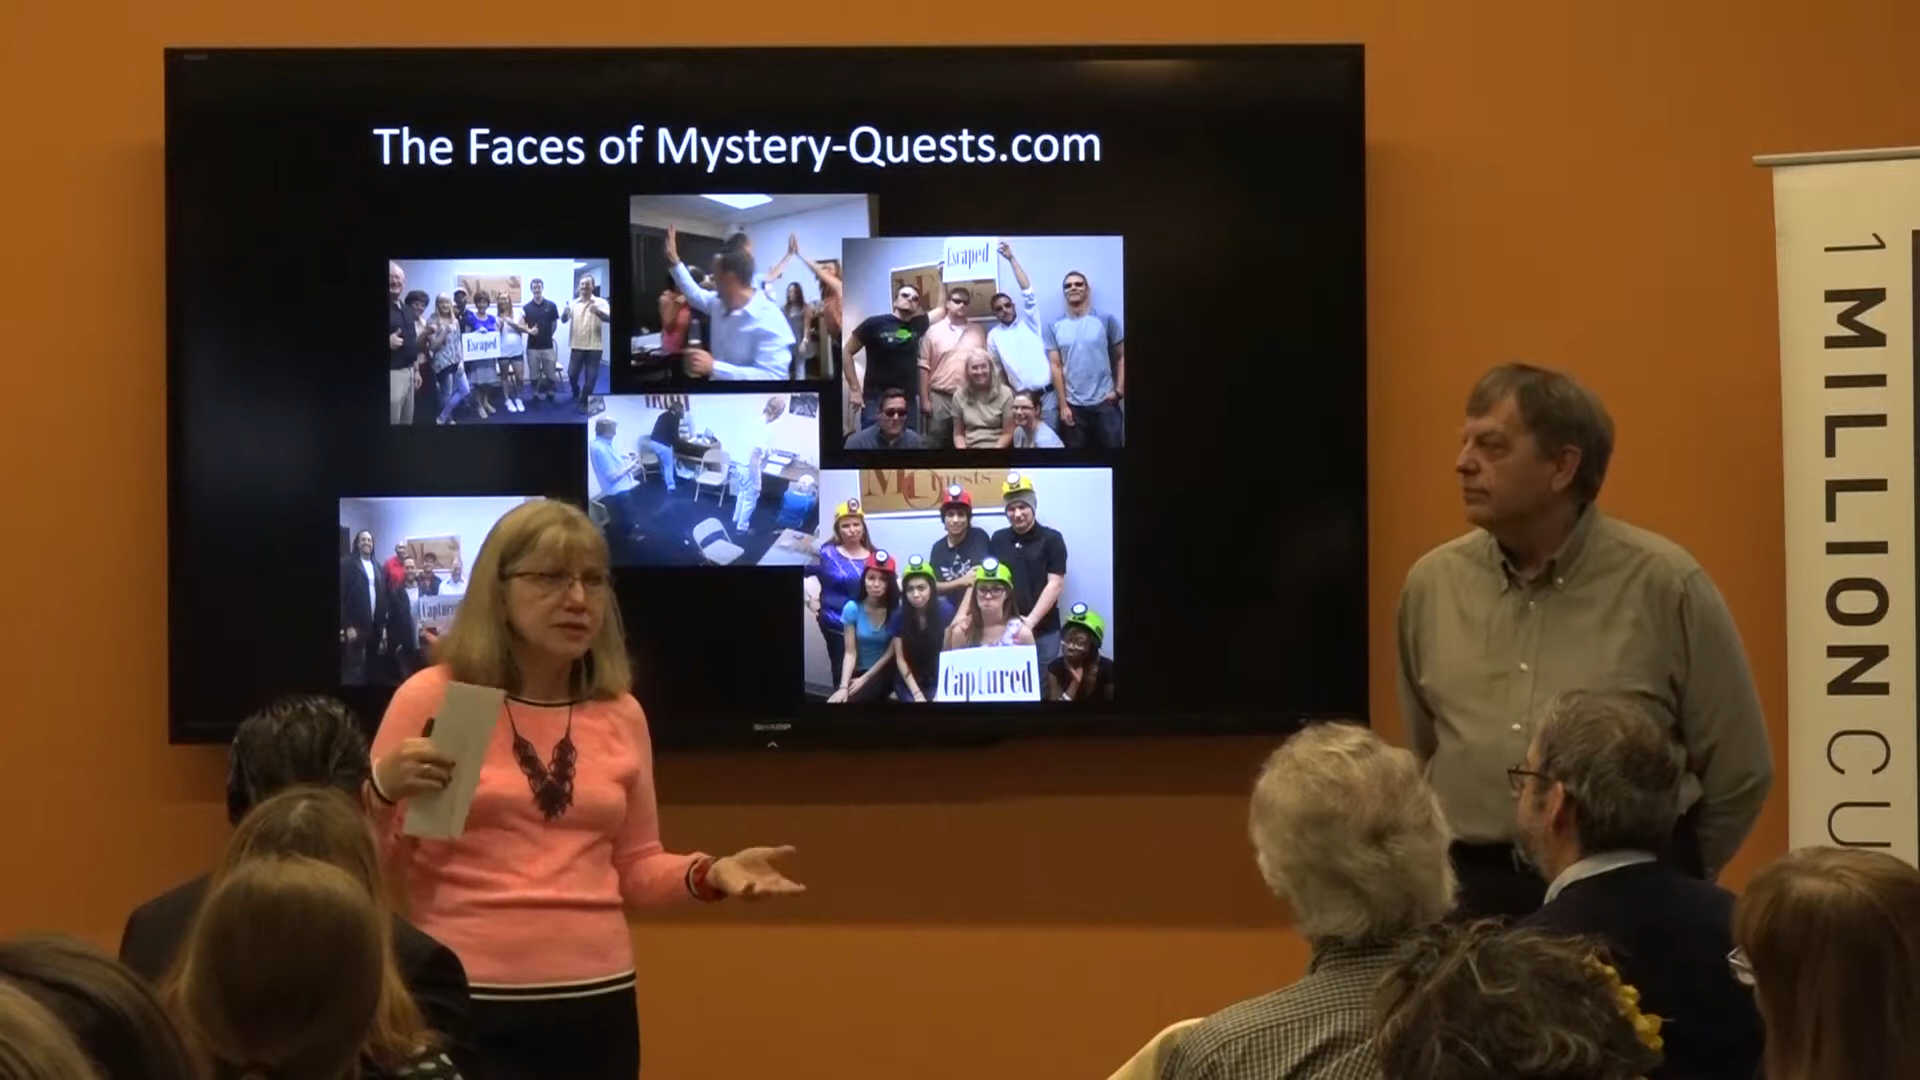 The Faces of Mystery-Quests.com
Escaped
Escaped
Captured
Captured
SHARP
1 MILLION CU